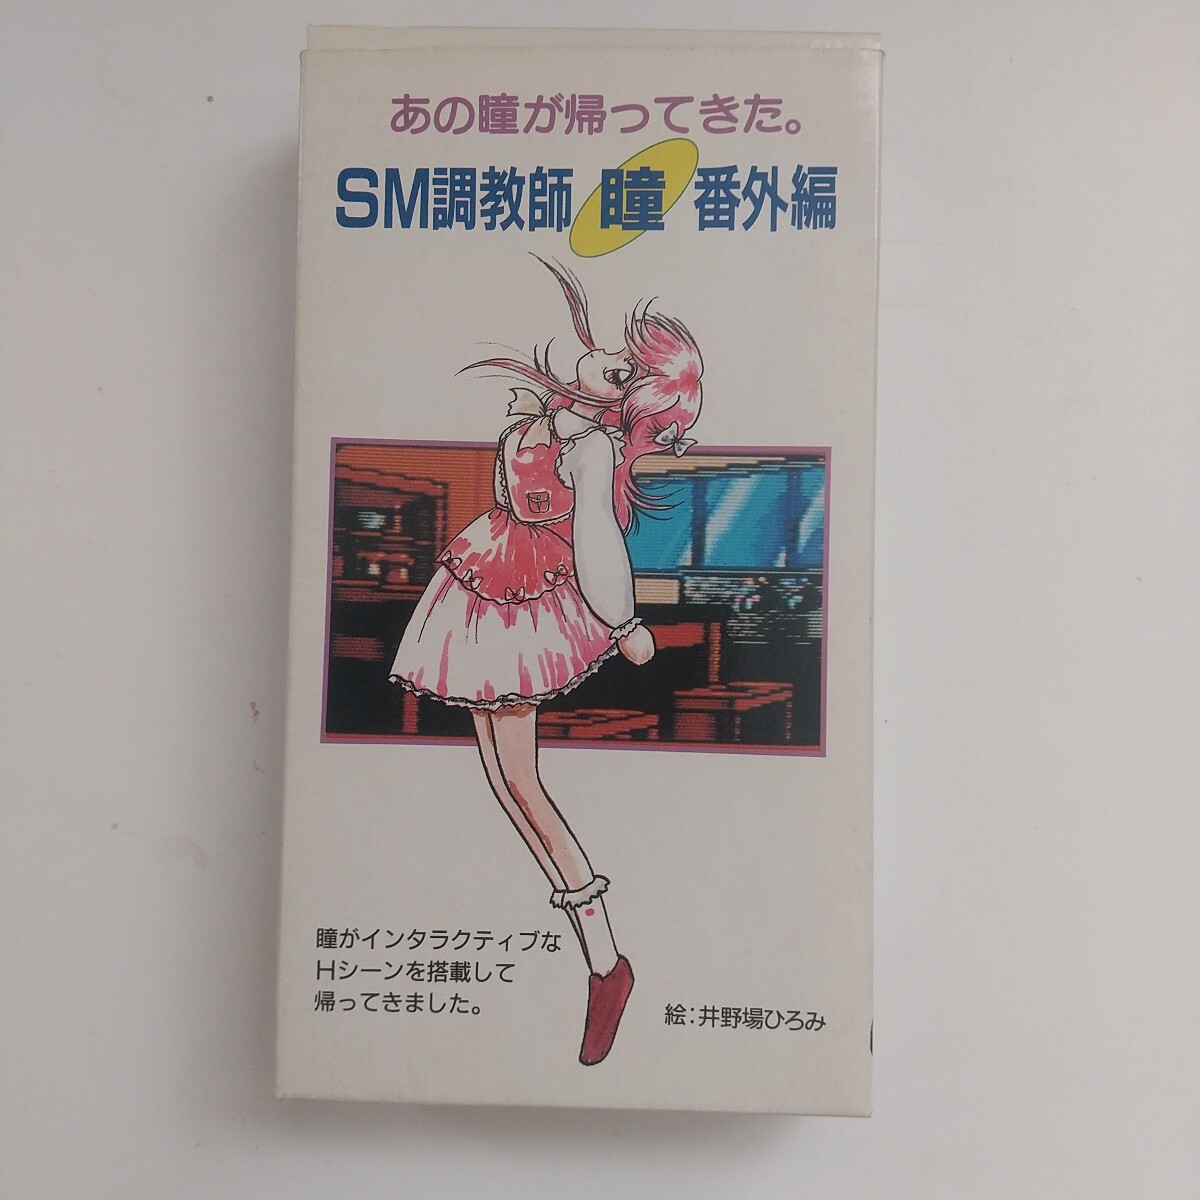 あの瞳が帰ってきた。
SM調教師 瞳 番外編
瞳がインタラクティブな
Hシーンを搭載して
帰ってきました。
絵:井野場ひろみ